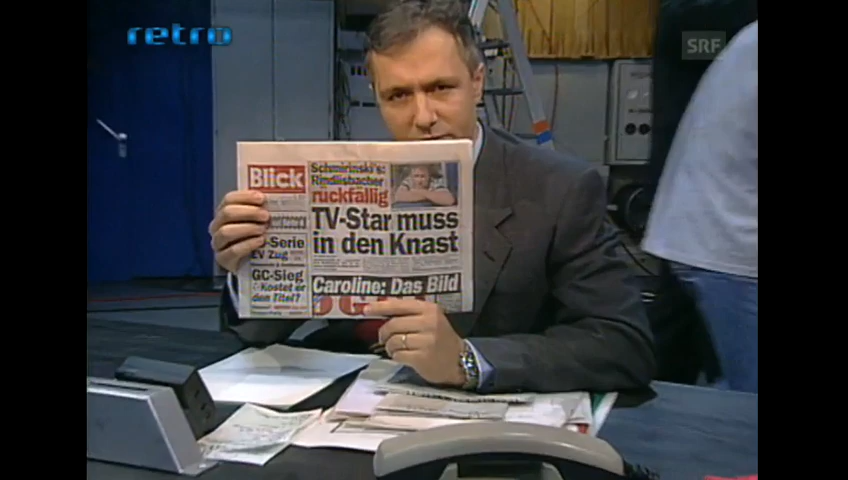 retro
SRF
Blick
Schmirinski's:
Rindlisbacher
rückfällig
TV-Star muss
in den Knast
-Serie
EV Zug
GC-Sieg
Kostet er
den Titel?
Caroline: Das Bild